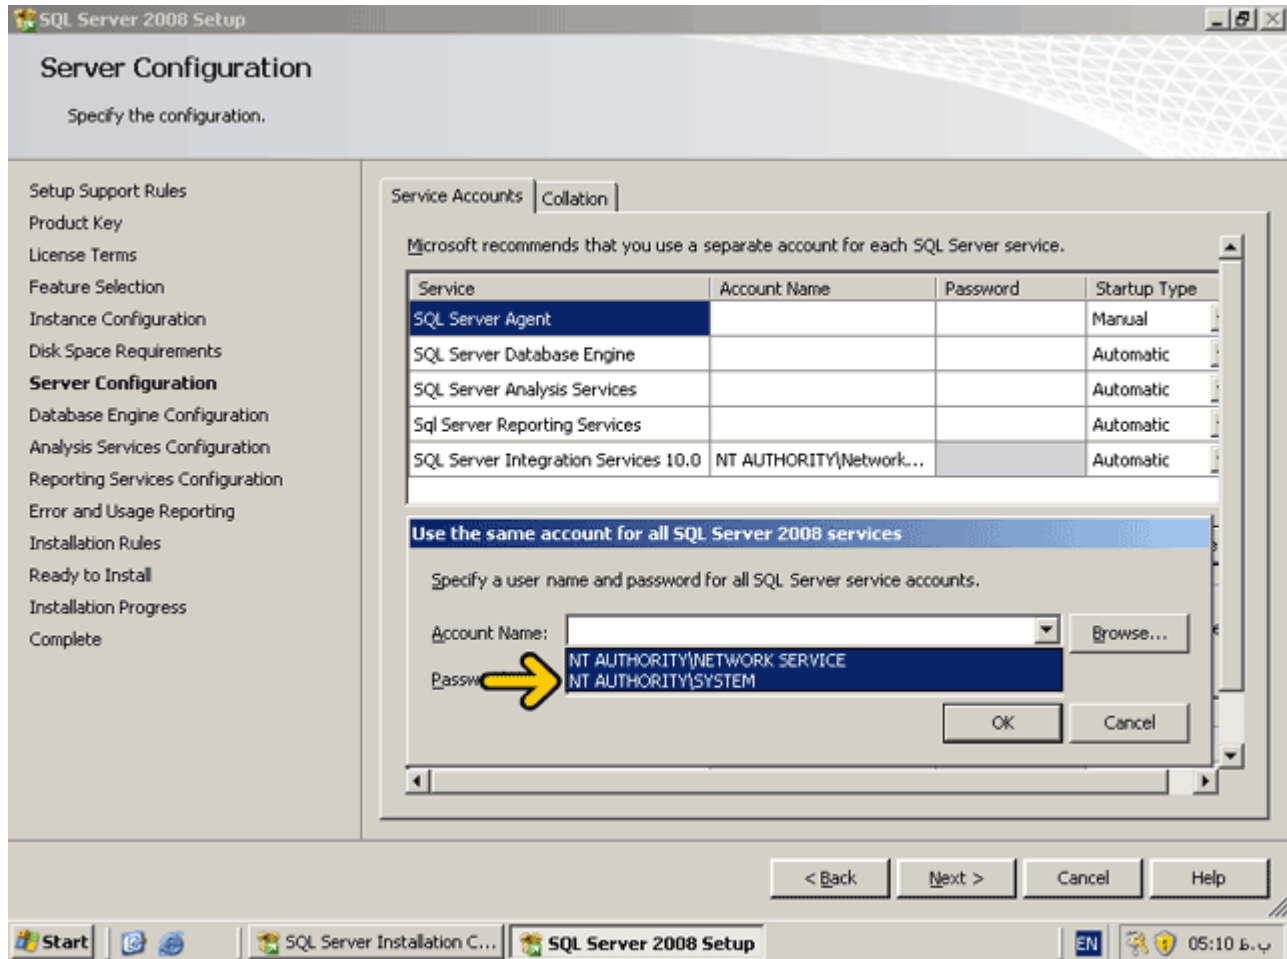 SQL Server 2008 Setup
Server Configuration
Specify the configuration.
Setup Support Rules
Product Key
License Terms
Feature Selection
Instance Configuration
Disk Space Requirements
Server Configuration
Database Engine Configuration
Analysis Services Configuration
Reporting Services Configuration
Error and Usage Reporting
Installation Rules
Ready to Install
Installation Progress
Complete
Service Accounts Collation
Microsoft recommends that you use a separate account for each SQL Server service.
Service Account Name Password Startup Type
SQL Server Agent Manual
SQL Server Database Engine Automatic
SQL Server Analysis Services Automatic
Sql Server Reporting Services Automatic
SQL Server Integration Services 10.0 NT AUTHORITY\Network... Automatic
Use the same account for all SQL Server 2008 services
Specify a user name and password for all SQL Server service accounts.
Account Name: Browse...
NT AUTHORITY\NETWORK SERVICE
NT AUTHORITY\SYSTEM
OK Cancel
< Back Next > Cancel Help
Start SQL Server Installation C... SQL Server 2008 Setup EN 05:10 ب.ظ